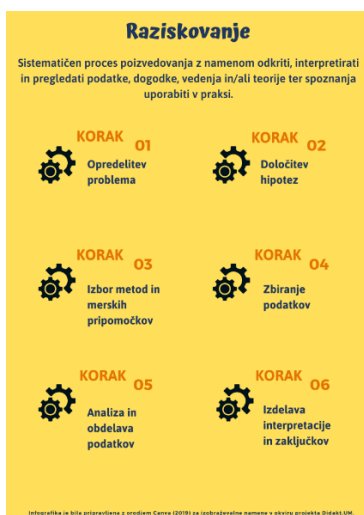 Raziskovanje
Sistematičen proces poizvedovanja z namenom odkriti, interpretirati
in pregledati podatke, dogodke, vedenja in/ali teorije ter spoznanja
uporabiti v praksi.
KORAK 01
Opredelitev
problema
KORAK 02
Določitev
hipotez
KORAK 03
Izbor metod in
merskih
pripomočkov
KORAK 04
Zbiranje
podatkov
KORAK 05
Analiza in
obdelava
podatkov
KORAK 06
Izdelava
interpretacije
in zaključkov
Infografika je bila pripravljena z orodjem Canva (2019) za izobraževalne namene v okviru projekta Didakt.UM.